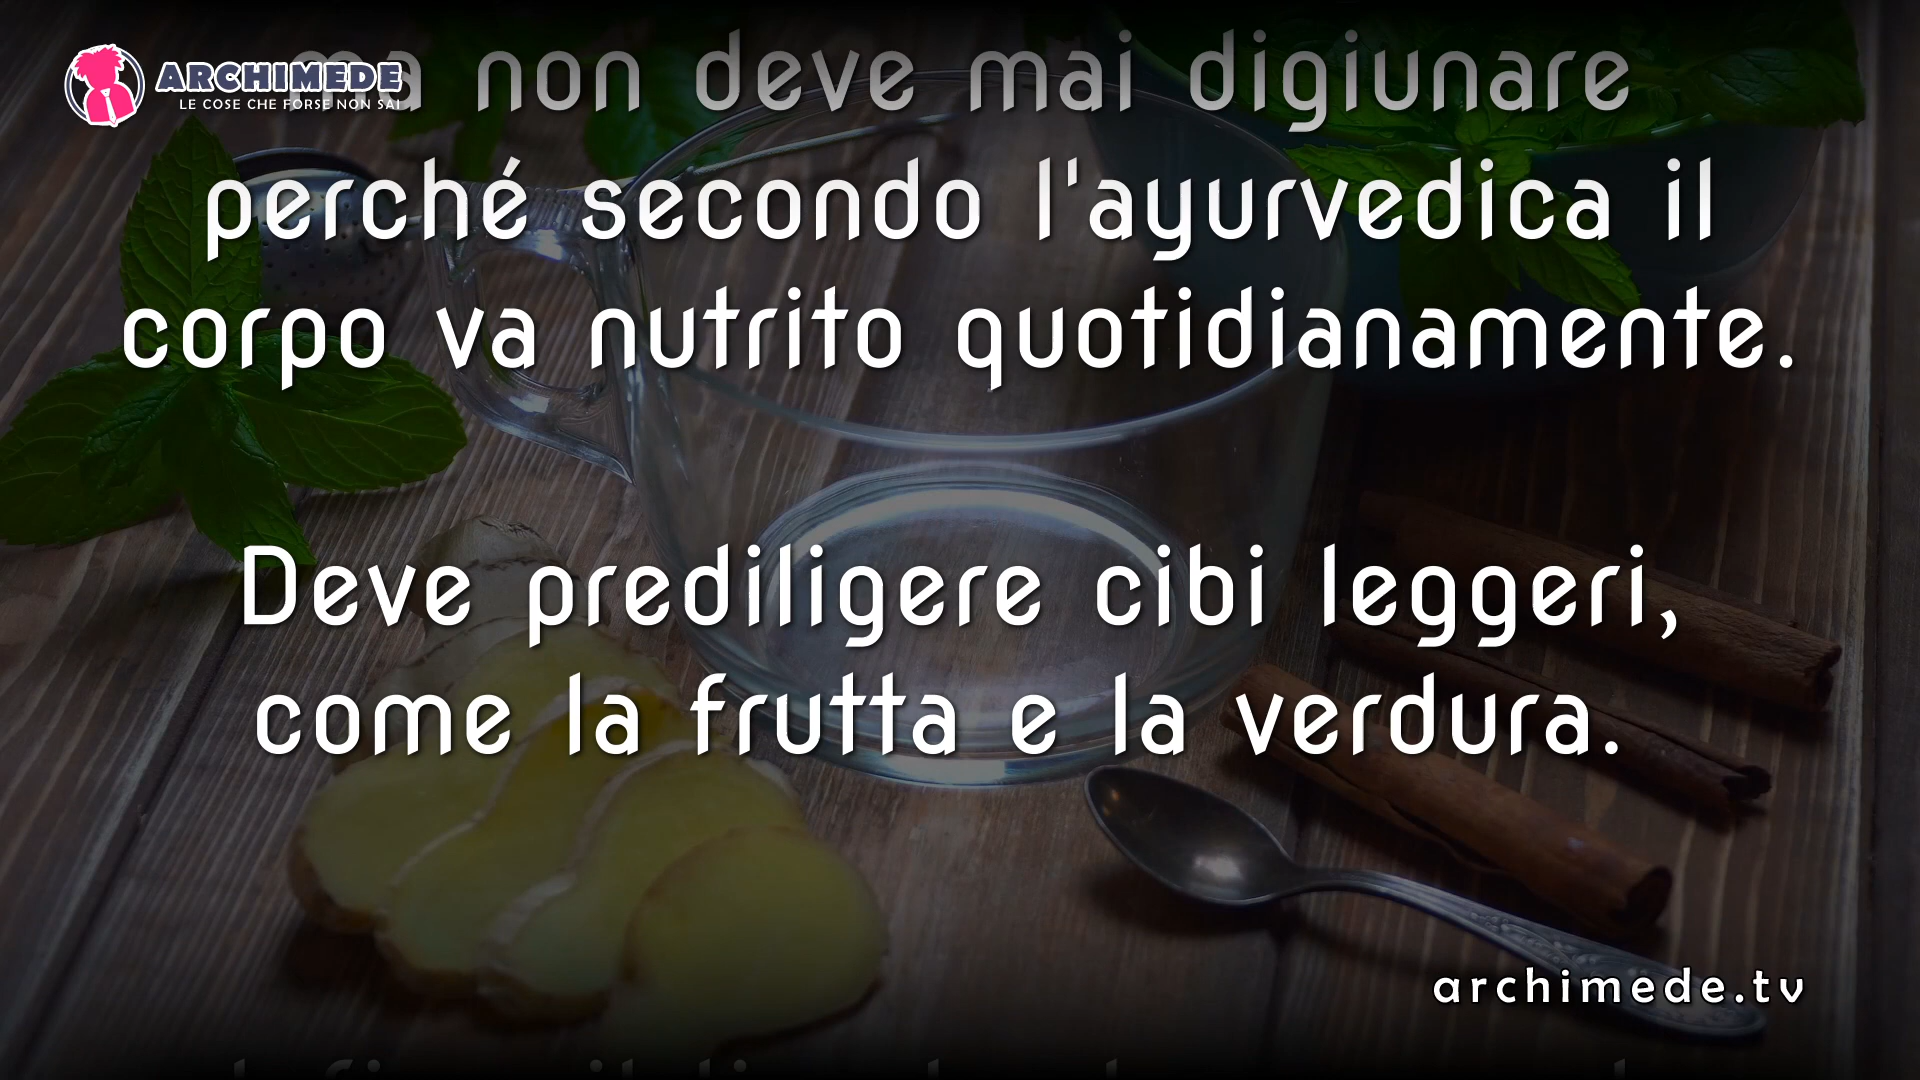 ARCHIMEDE
LE COSE CHE FORSE NON SAI
ma non deve mai digiunare
perché secondo l'ayurvedica il
corpo va nutrito quotidianamente.
Deve prediligere cibi leggeri,
come la frutta e la verdura.
archimede.tv